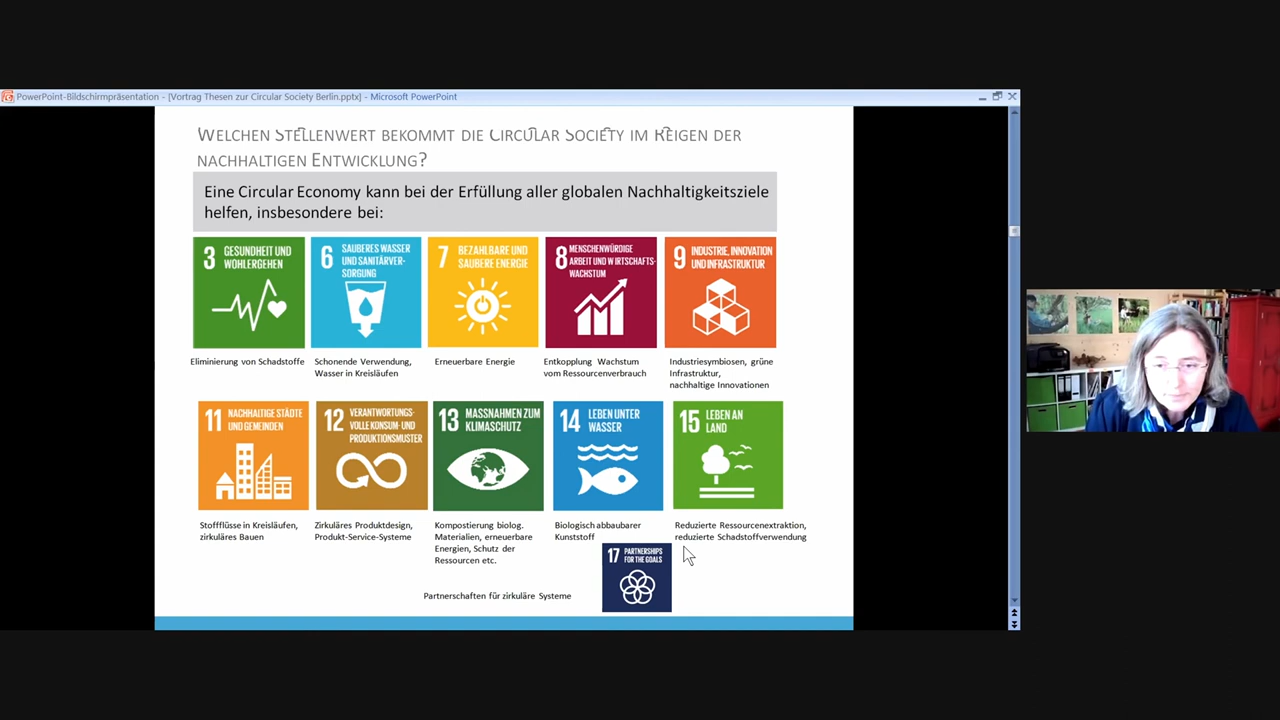 PowerPoint-Bildschirmpräsentation - [Vortrag Thesen zur Circular Society Berlin.pptx] - Microsoft PowerPoint
WELCHEN STELLENWERT BEKOMMT DIE CIRCULAR SOCIETY IM REIGEN DER
NACHHALTIGEN ENTWICKLUNG?
Eine Circular Economy kann bei der Erfüllung aller globalen Nachhaltigkeitsziele
helfen, insbesondere bei:
3 GESUNDHEIT UND
WOHLERGEHEN
6 SAUBERES WASSER
UND SANITÄRVER-
SORGUNG
7 BEZAHLBARE UND
SAUBERE ENERGIE
8 MENSCHENWÜRDIGE
ARBEIT UND WIRTSCHAFTS-
WACHSTUM
9 INDUSTRIE, INNOVATION
UND INFRASTRUKTUR
Eliminierung von Schadstoffe
Schonende Verwendung,
Wasser in Kreisläufen
Erneuerbare Energie
Entkopplung Wachstum
vom Ressourcenverbrauch
Industriesymbiosen, grüne
Infrastruktur,
nachhaltige Innovationen
11 NACHHALTIGE STÄDTE
UND GEMEINDEN
12 VERANTWORTUNGS-
VOLLE KONSUM- UND
PRODUKTIONSMUSTER
13 MASSNAHMEN ZUM
KLIMASCHUTZ
14 LEBEN UNTER
WASSER
15 LEBEN AN
LAND
Stoffflüsse in Kreisläufen,
zirkuläres Bauen
Zirkuläres Produktdesign,
Produkt-Service-Systeme
Kompostierung biolog.
Materialien, erneuerbare
Energien, Schutz der
Ressourcen etc.
Biologisch abbaubarer
Kunststoff
Reduzierte Ressourcenextraktion,
reduzierte Schadstoffverwendung
17 PARTNERSHIPS
FOR THE GOALS
Partnerschaften für zirkuläre Systeme